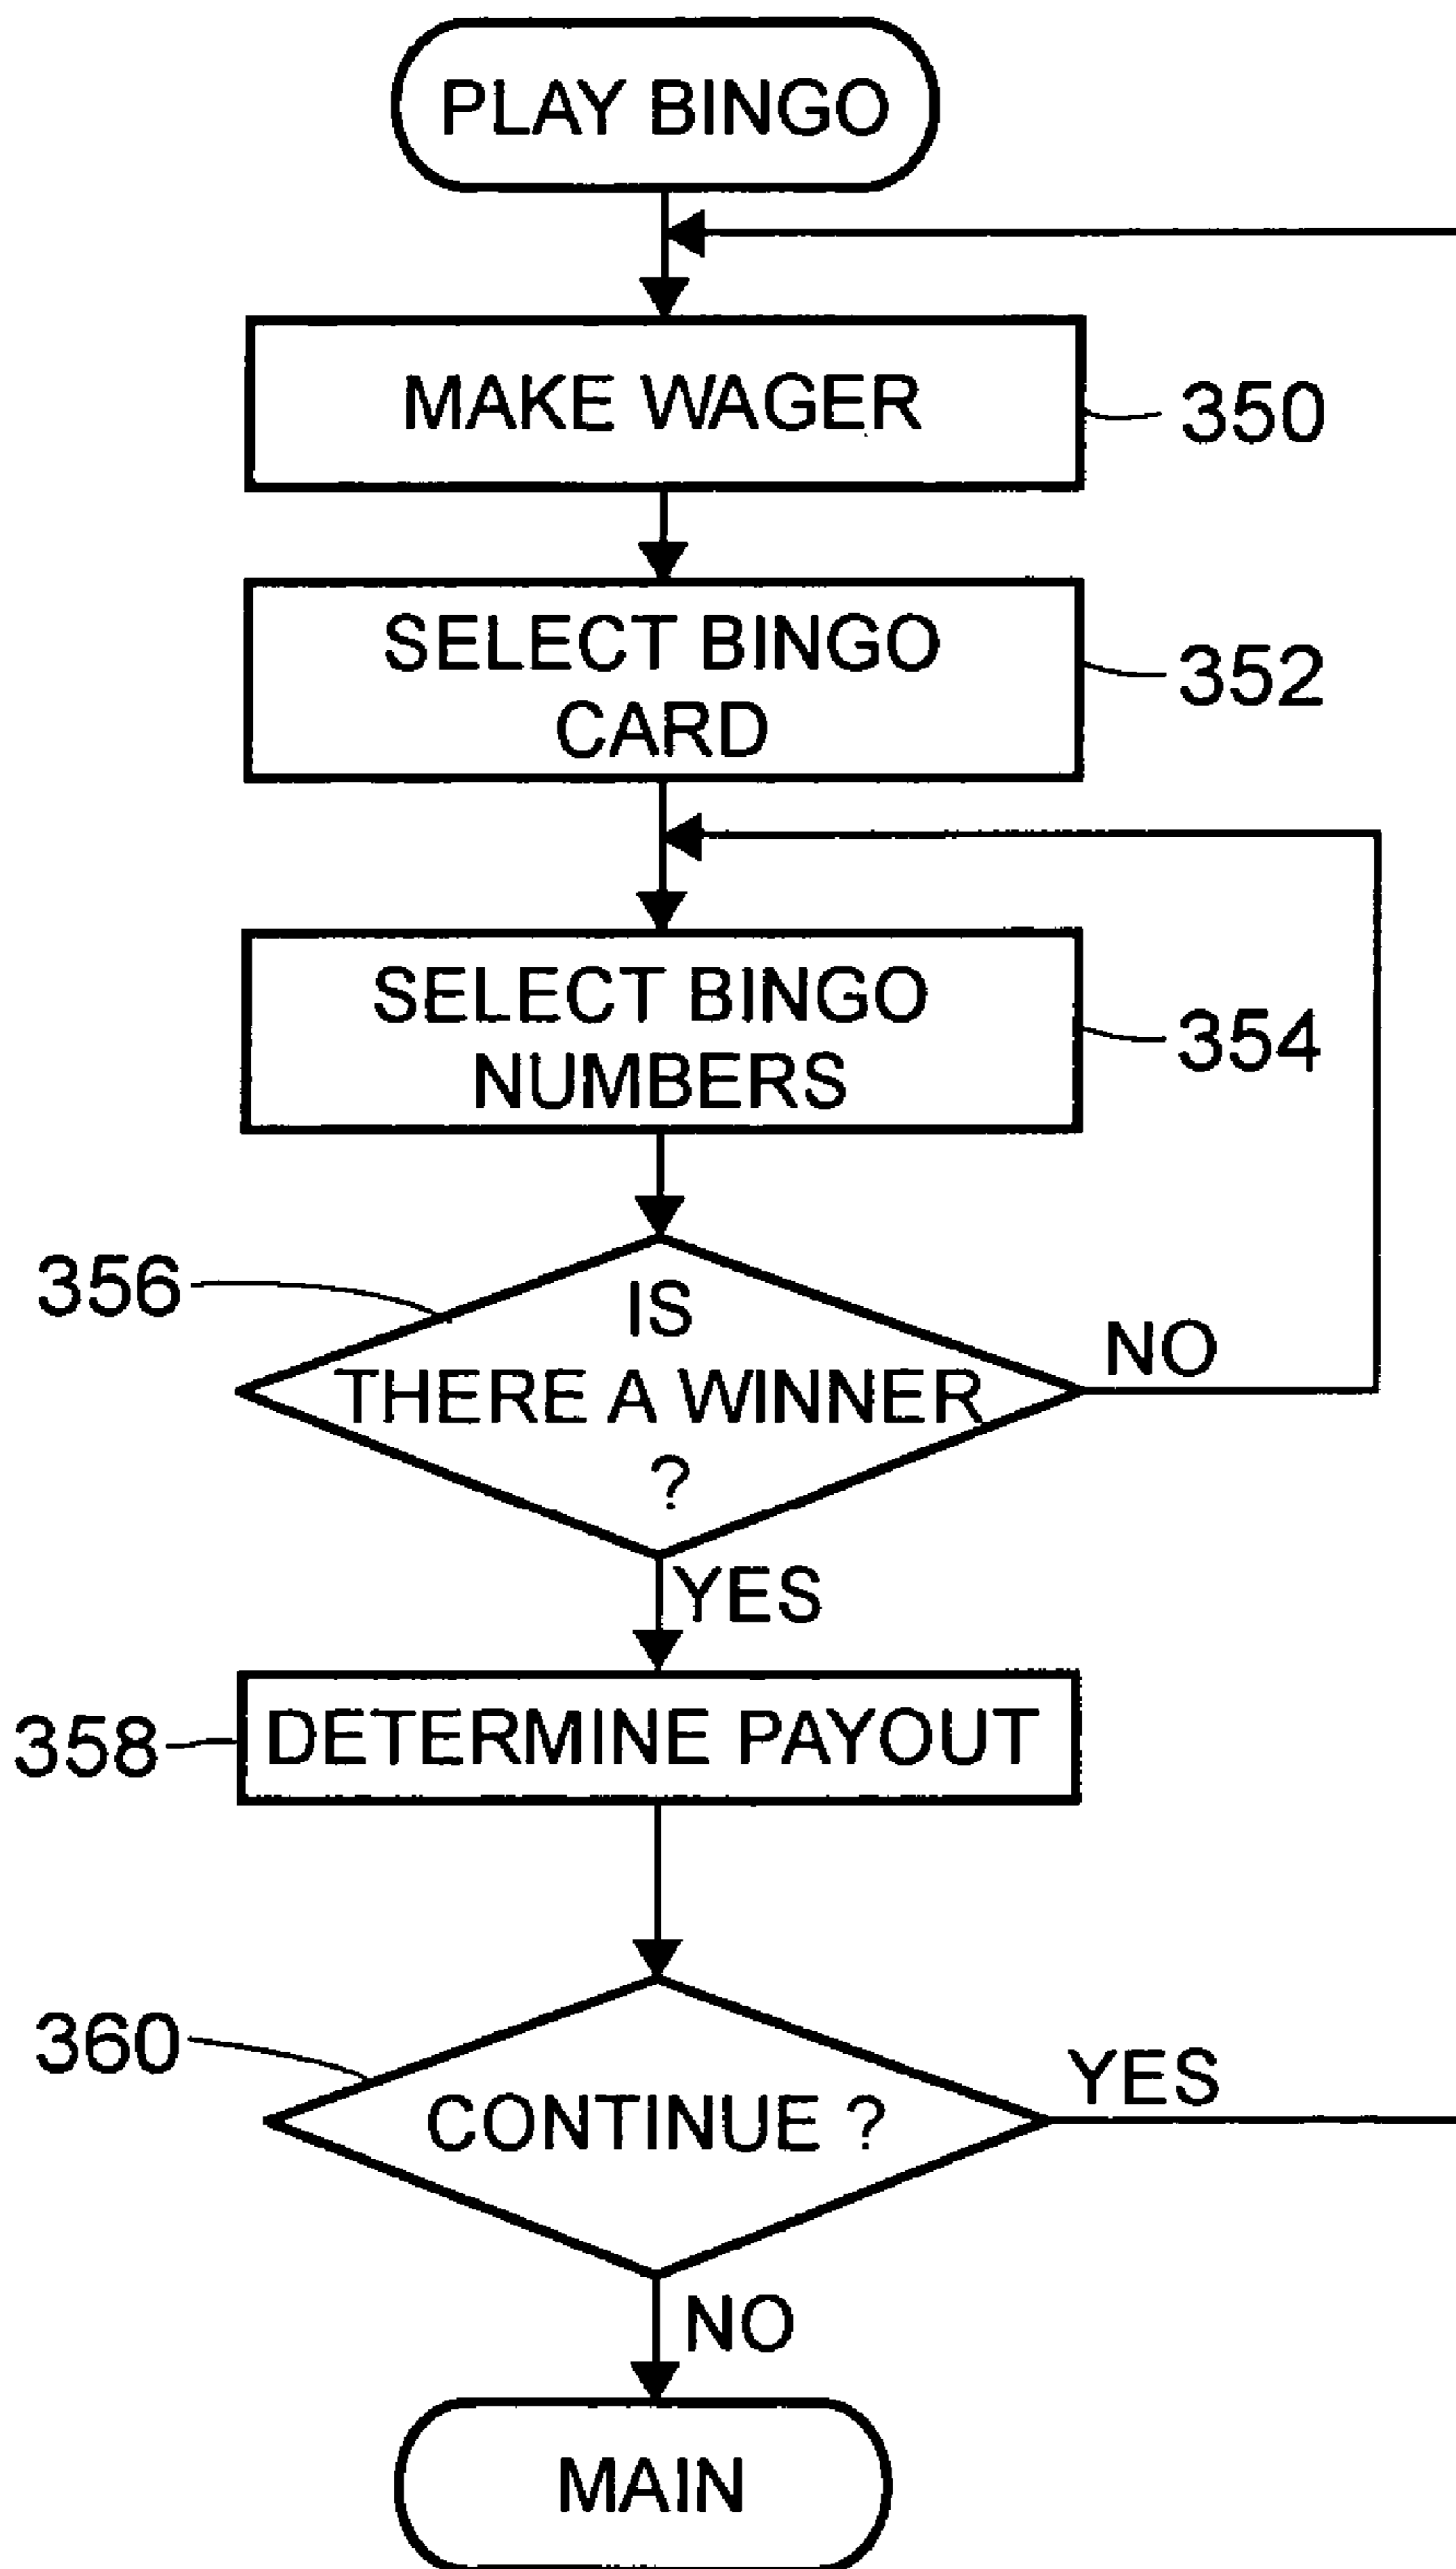 PLAY BINGO
MAKE WAGER
350
SELECT BINGO
CARD
352
SELECT BINGO
NUMBERS
354
356
IS
THERE A WINNER
?
NO
YES
358
DETERMINE PAYOUT
360
CONTINUE ?
YES
NO
MAIN